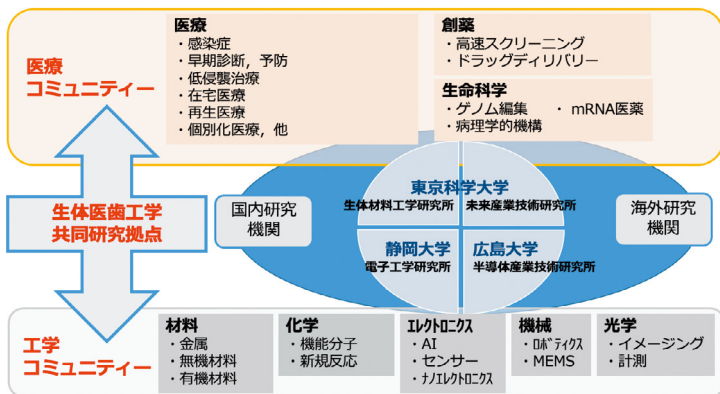 医療
コミュニティー
医療
・感染症
・早期診断，予防
・低侵襲治療
・在宅医療
・再生医療
・個別化医療，他
創薬
・高速スクリーニング
・ドラッグディリバリー
生命科学
・ゲノム編集　・mRNA医薬
・病理学的機構
生体医歯工学
共同研究拠点
国内研究
機関
東京科学大学
生体材料工学研究所
未来産業技術研究所
静岡大学
電子工学研究所
広島大学
半導体産業技術研究所
海外研究
機関
工学
コミュニティー
材料
・金属
・無機材料
・有機材料
化学
・機能分子
・新規反応
ｴﾚｸﾄﾛﾆｸｽ
・AI
・センサー
・ﾅﾉｴﾚｸﾄﾛﾆｸｽ
機械
・ﾛﾎﾞﾃｨｸｽ
・MEMS
光学
・イメージング
・計測